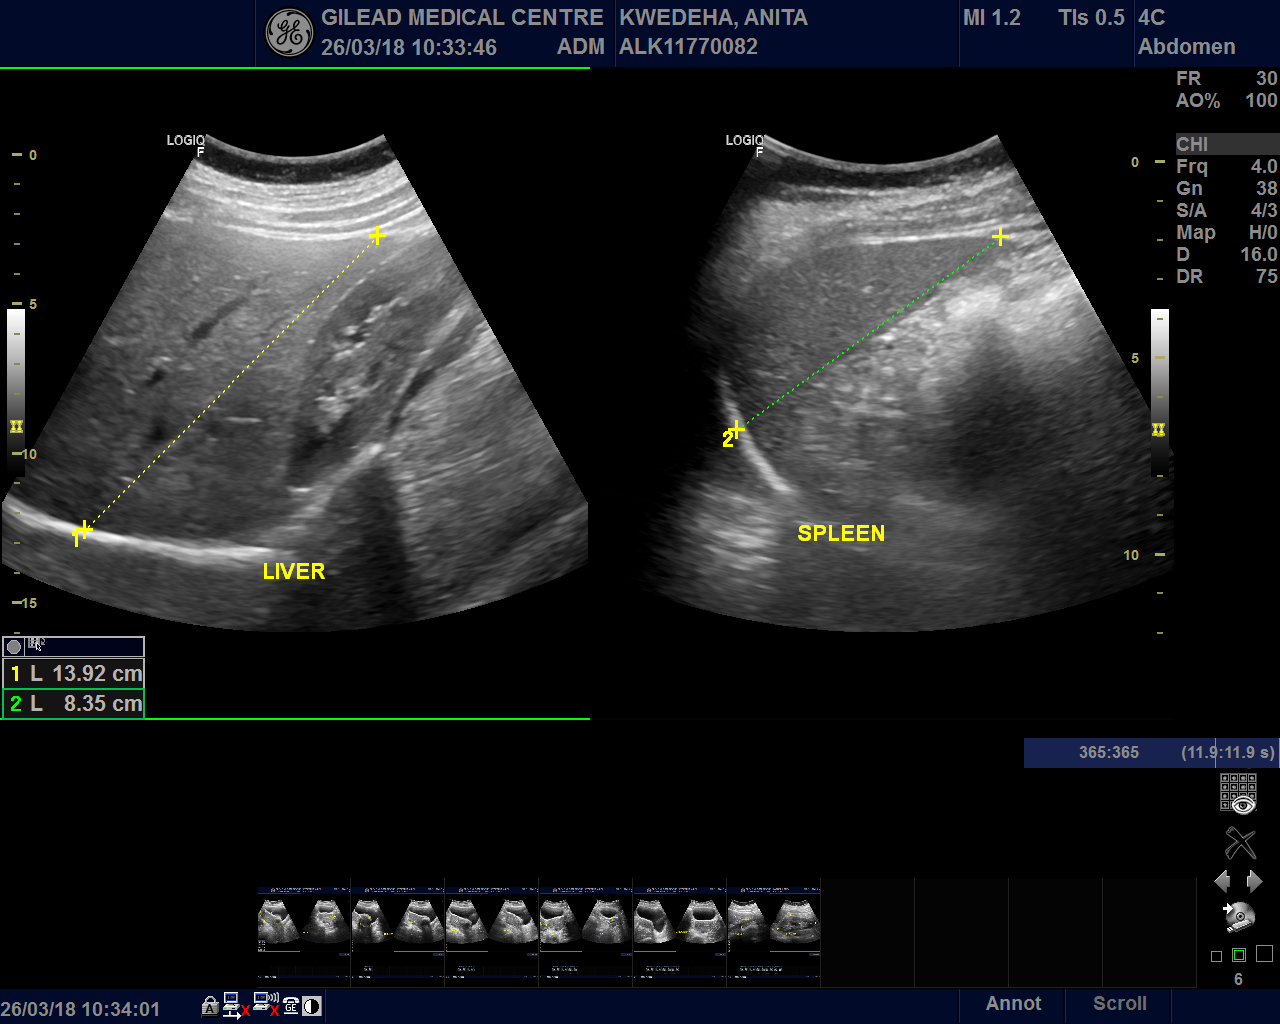 GILEAD MEDICAL CENTRE
26/03/18 10:33:46 ADM
KWEDEHA, ANITA
ALK11770082
MI 1.2 TIs 0.5
4C
Abdomen
FR 30
AO% 100
CHI
Frq 4.0
Gn 38
S/A 4/3
Map H/0
D 16.0
DR 75
LOGIQ
F
LOGIQ
F
0
5
10
15
0
5
10
1
2
LIVER
SPLEEN
1 L 13.92 cm
2 L 8.35 cm
365:365 (11.9:11.9 s)
6
26/03/18 10:34:01
A
GE
Annot
Scroll